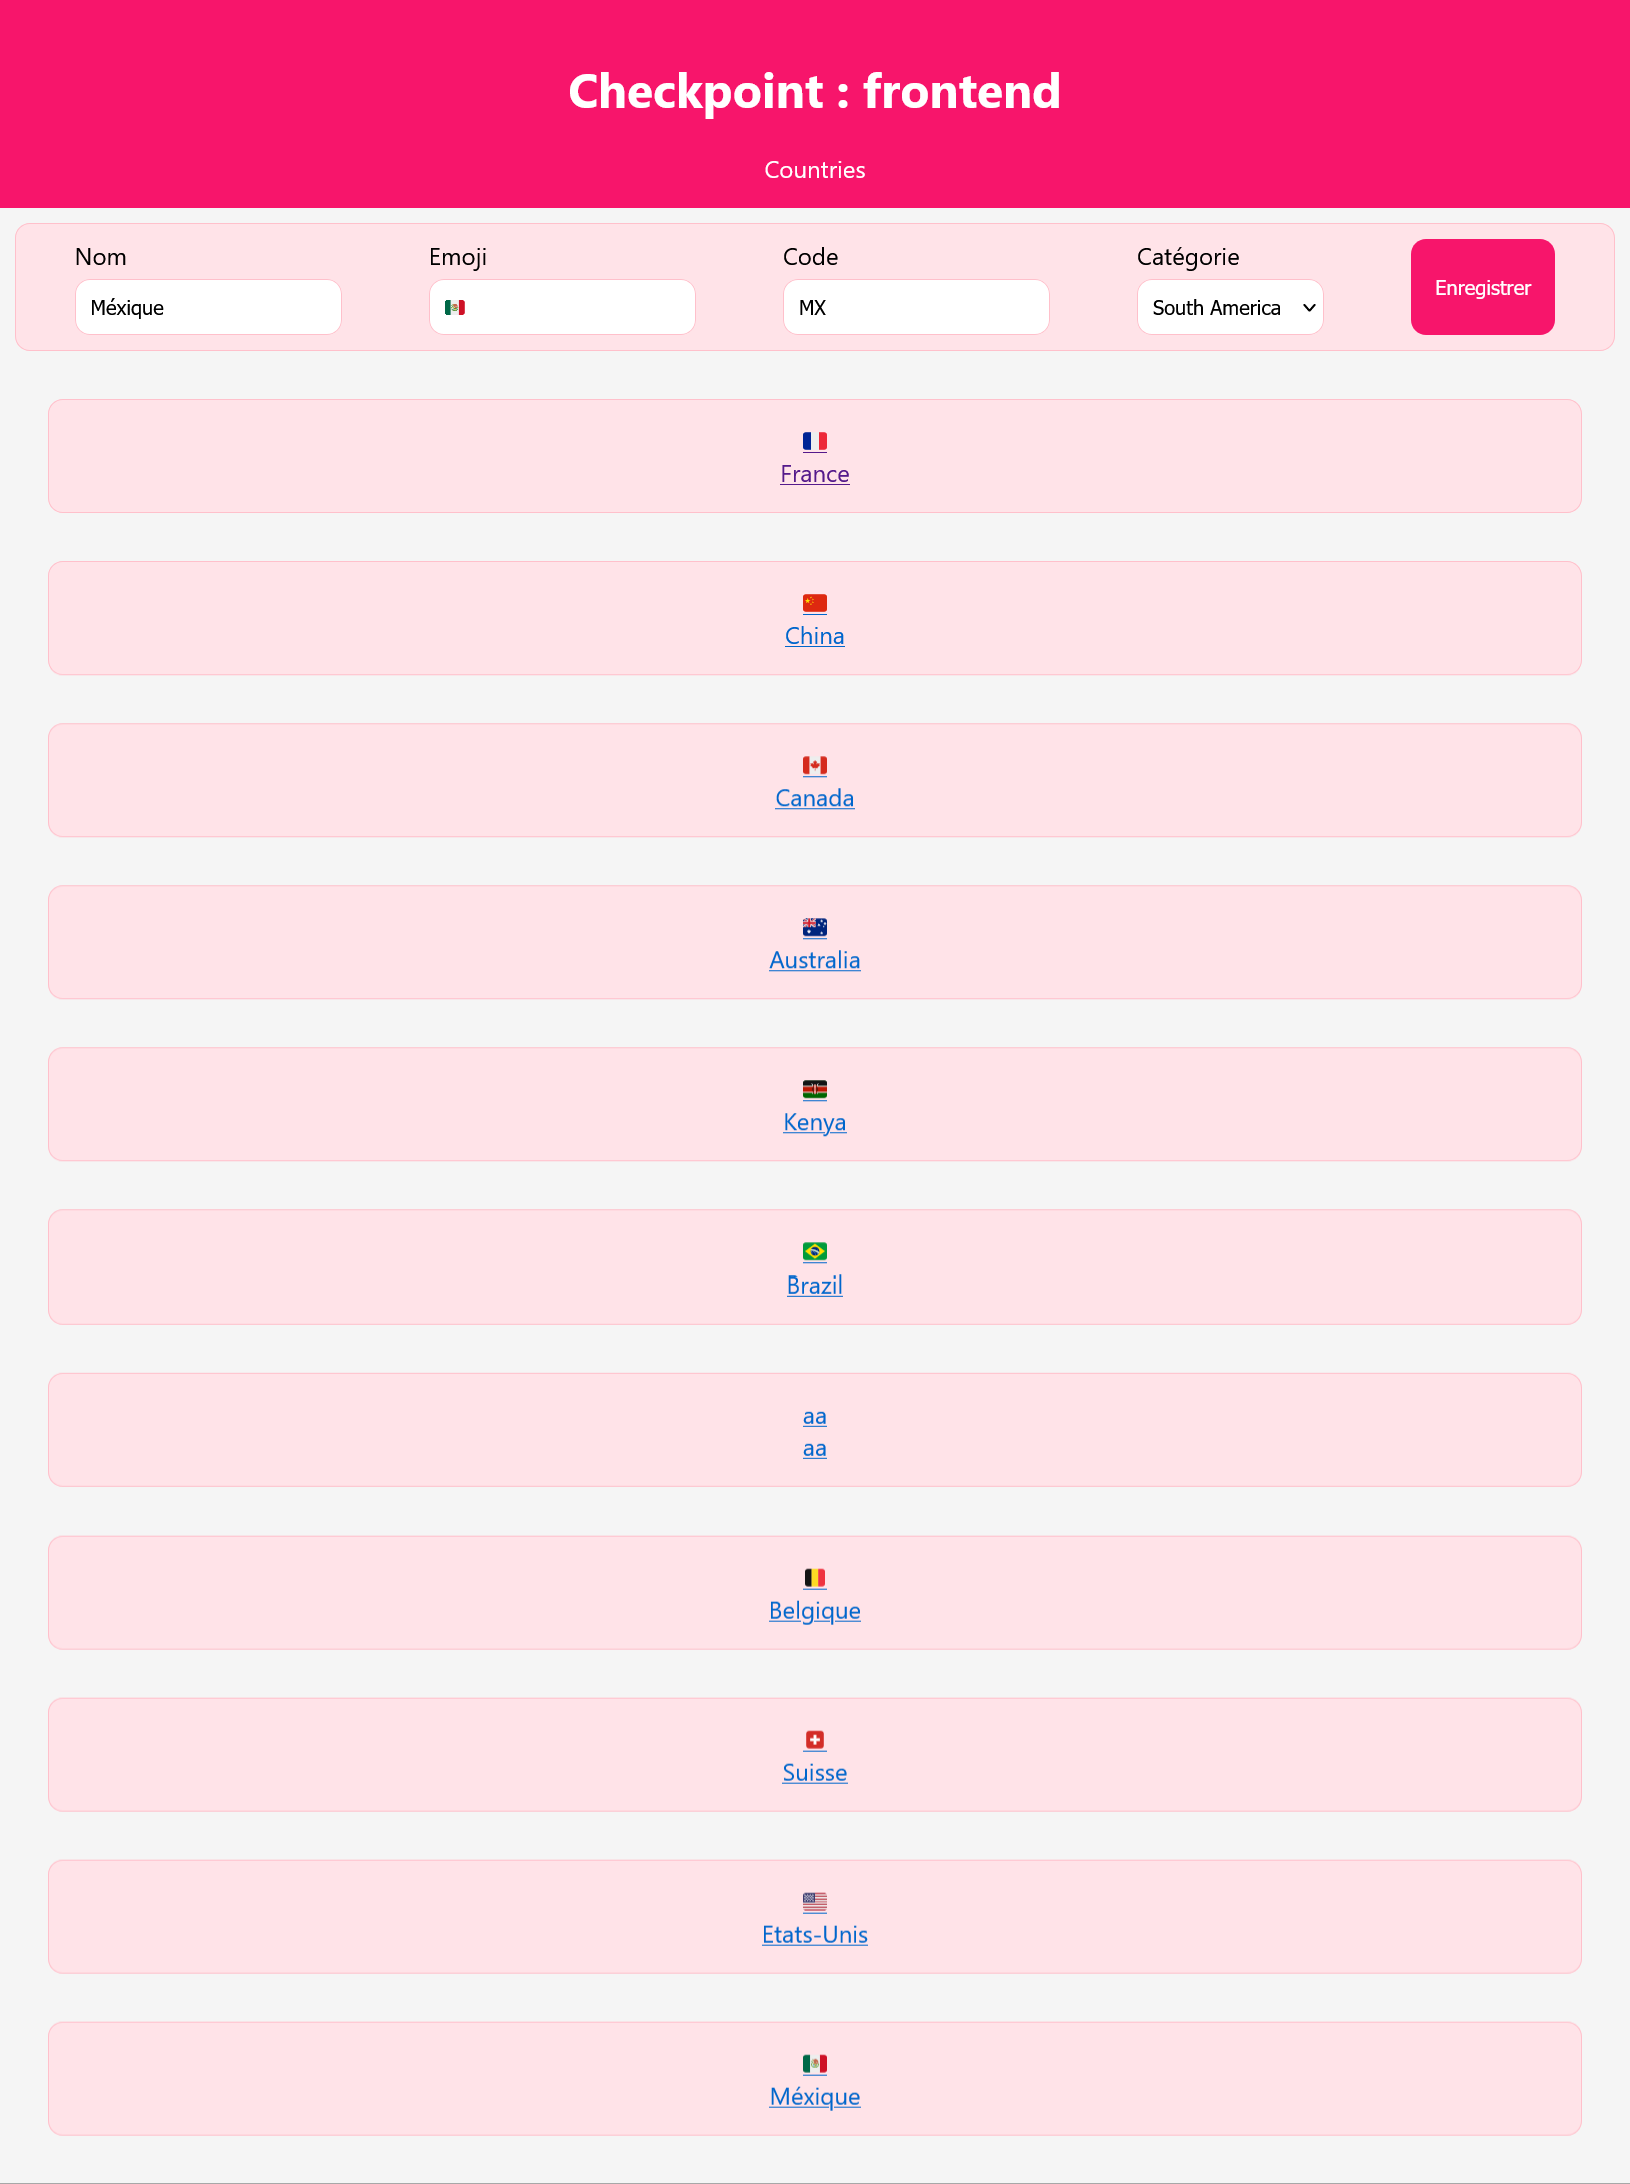 Checkpoint : frontend
Countries
Nom
Emoji
Code
Catégorie
Méxique
🇲🇽
MX
South America
Enregistrer
🇫🇷
France
🇨🇳
China
🇨🇦
Canada
🇦🇺
Australia
🇰🇪
Kenya
🇧🇷
Brazil
aa
aa
🇧🇪
Belgique
🇨🇭
Suisse
🇺🇸
Etats-Unis
🇲🇽
Méxique